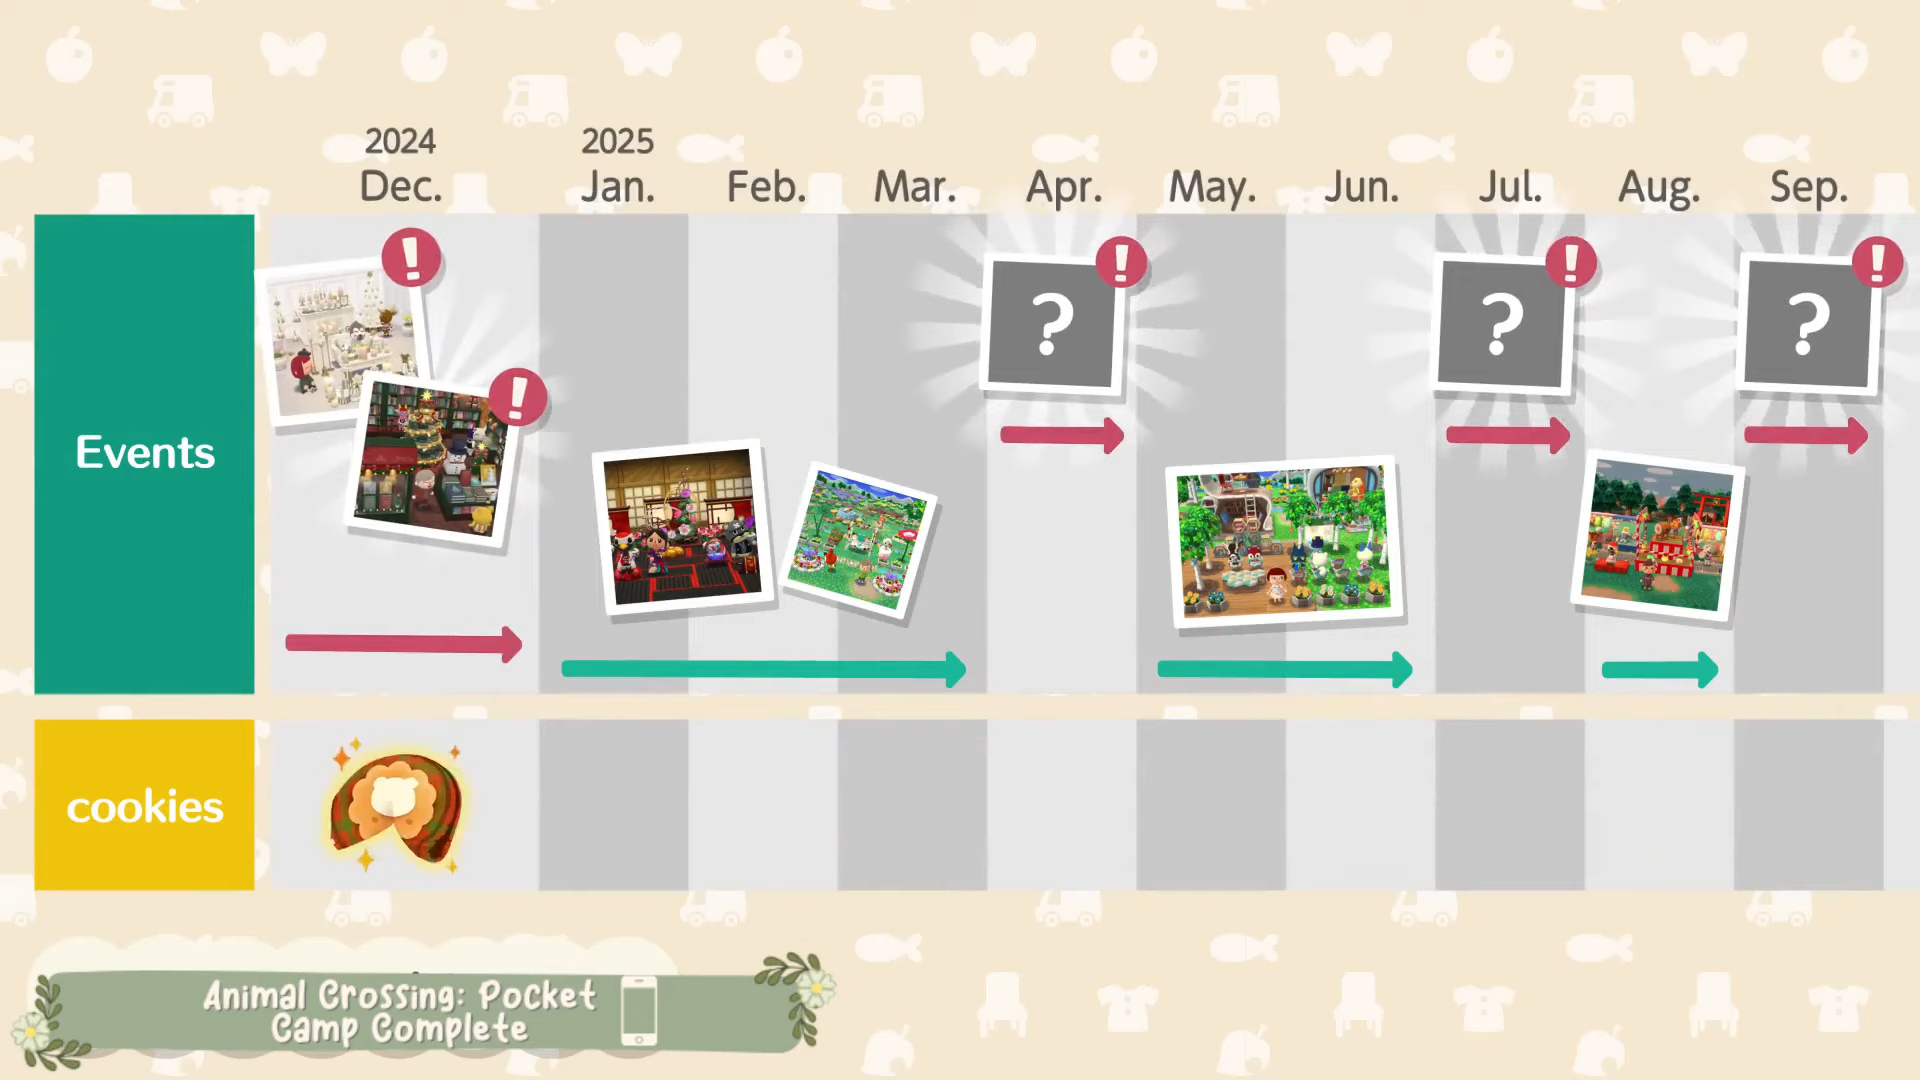 2024
2025
Dec.
Jan.
Feb.
Mar.
Apr.
May.
Jun.
Jul.
Aug.
Sep.
!
!
!
!
!
?
?
?
Events
cookies
Animal Crossing: Pocket
Camp Complete